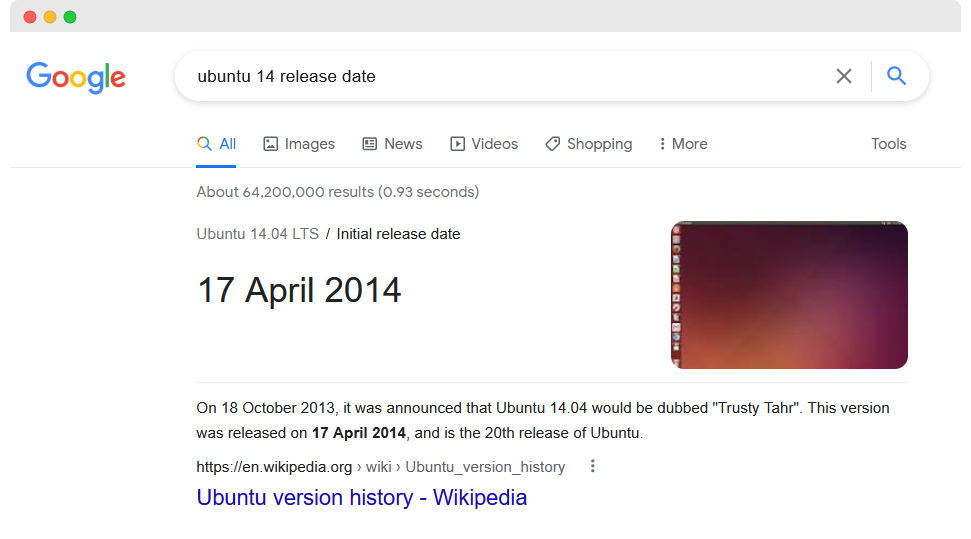 Google
ubuntu 14 release date
All Images News Videos Shopping More Tools
About 64,200,000 results (0.93 seconds)
Ubuntu 14.04 LTS / Initial release date
17 April 2014
On 18 October 2013, it was announced that Ubuntu 14.04 would be dubbed "Trusty Tahr". This version
was released on 17 April 2014, and is the 20th release of Ubuntu.
https://en.wikipedia.org › wiki › Ubuntu_version_history
Ubuntu version history - Wikipedia